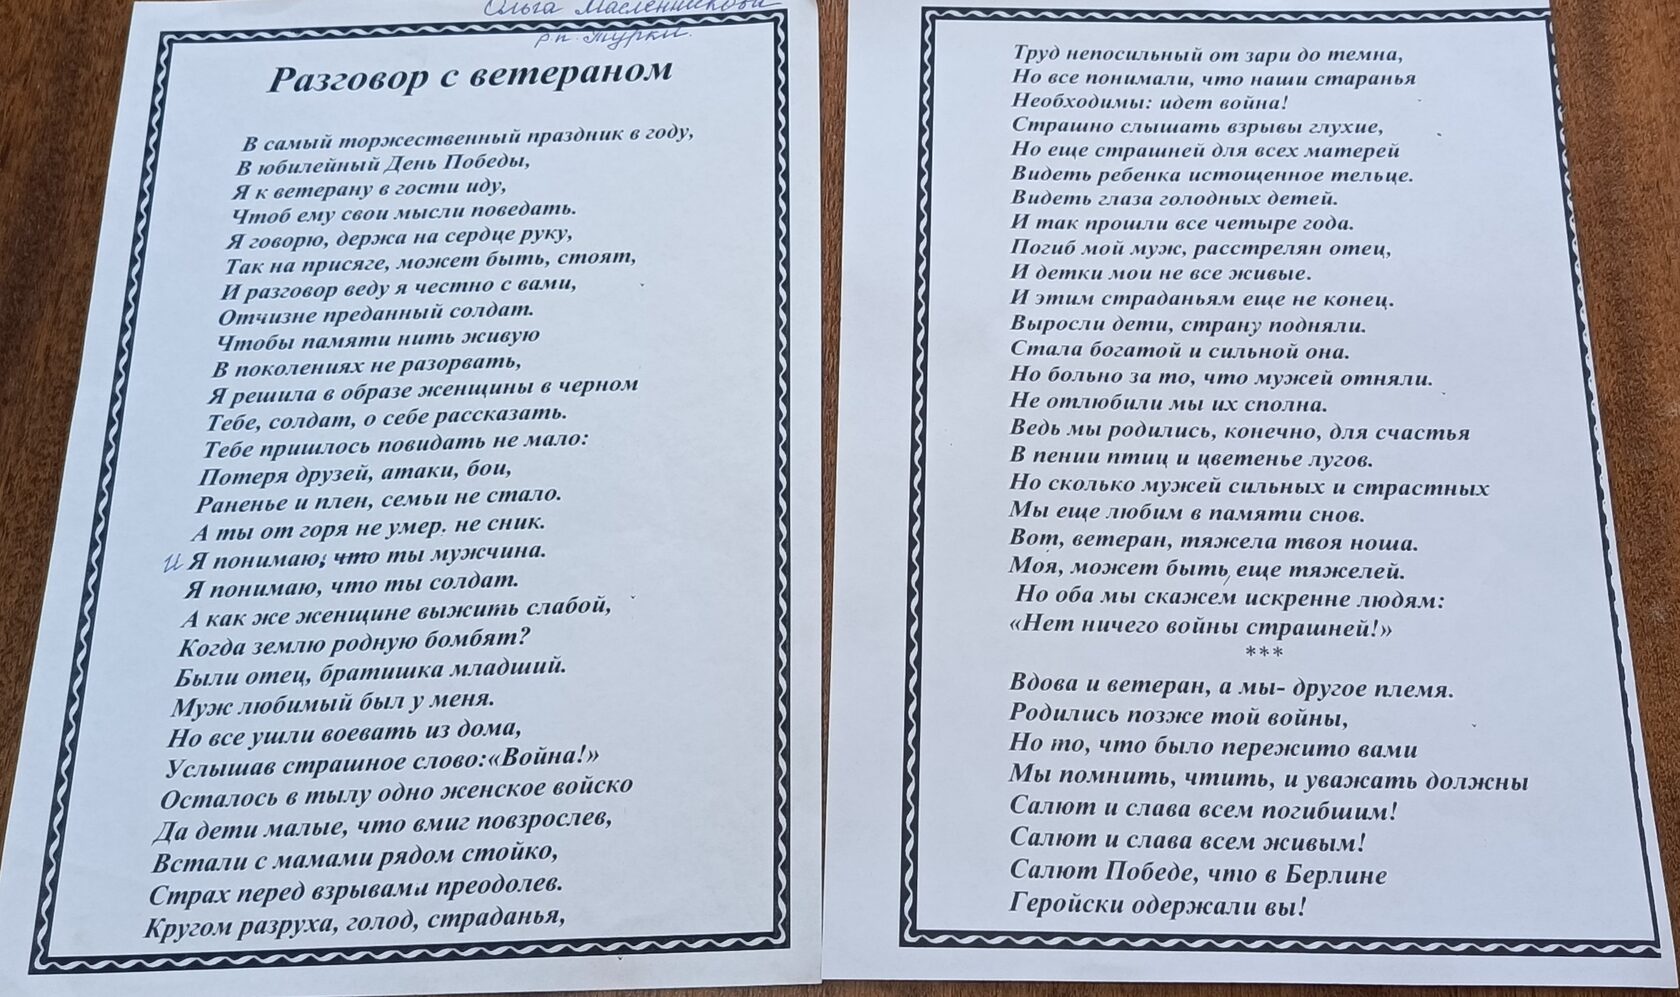 Ольга Масленникова
р.п. Турки.
Разговор с ветераном
В самый торжественный праздник в году,
В юбилейный День Победы,
Я к ветерану в гости иду,
Чтоб ему свои мысли поведать.
Я говорю, держа на сердце руку,
Так на присяге, может быть, стоят,
И разговор веду я честно с вами,
Отчизне преданный солдат.
Чтобы памяти нить живую
В поколениях не разорвать,
Я решила в образе женщины в черном
Тебе, солдат, о себе рассказать.
Тебе пришлось повидать не мало:
Потеря друзей, атаки, бои,
Раненье и плен, семьи не стало.
А ты от горя не умер. не сник.
И Я понимаю; что ты мужчина.
Я понимаю, что ты солдат.
А как же женщине выжить слабой,
Когда землю родную бомбят?
Были отец, братишка младший.
Муж любимый был у меня.
Но все ушли воевать из дома,
Услышав страшное слово:«Война!»
Осталось в тылу одно женское войско
Да дети малые, что вмиг повзрослев,
Встали с мамами рядом стойко,
Страх перед взрывами преодолев.
Кругом разруха, голод, страданья,
Труд непосильный от зари до темна,
Но все понимали, что наши старанья
Необходимы: идет война!
Страшно слышать взрывы глухие,
Но еще страшней для всех матерей
Видеть ребенка истощенное тельце.
Видеть глаза голодных детей.
И так прошли все четыре года.
Погиб мой муж, расстрелян отец,
И детки мои не все живые.
И этим страданьям еще не конец.
Выросли дети, страну подняли.
Стала богатой и сильной она.
Но больно за то, что мужей отняли.
Не отлюбили мы их сполна.
Ведь мы родились, конечно, для счастья
В пении птиц и цветенье лугов.
Но сколько мужей сильных и страстных
Мы еще любим в памяти снов.
Вот, ветеран, тяжела твоя ноша.
Моя, может быть, еще тяжелей.
Но оба мы скажем искренне людям:
«Нет ничего войны страшней!»
***
Вдова и ветеран, а мы- другое племя.
Родились позже той войны,
Но то, что было пережито вами
Мы помнить, чтить, и уважать должны
Салют и слава всем погибшим!
Салют и слава всем живым!
Салют Победе, что в Берлине
Геройски одержали вы!